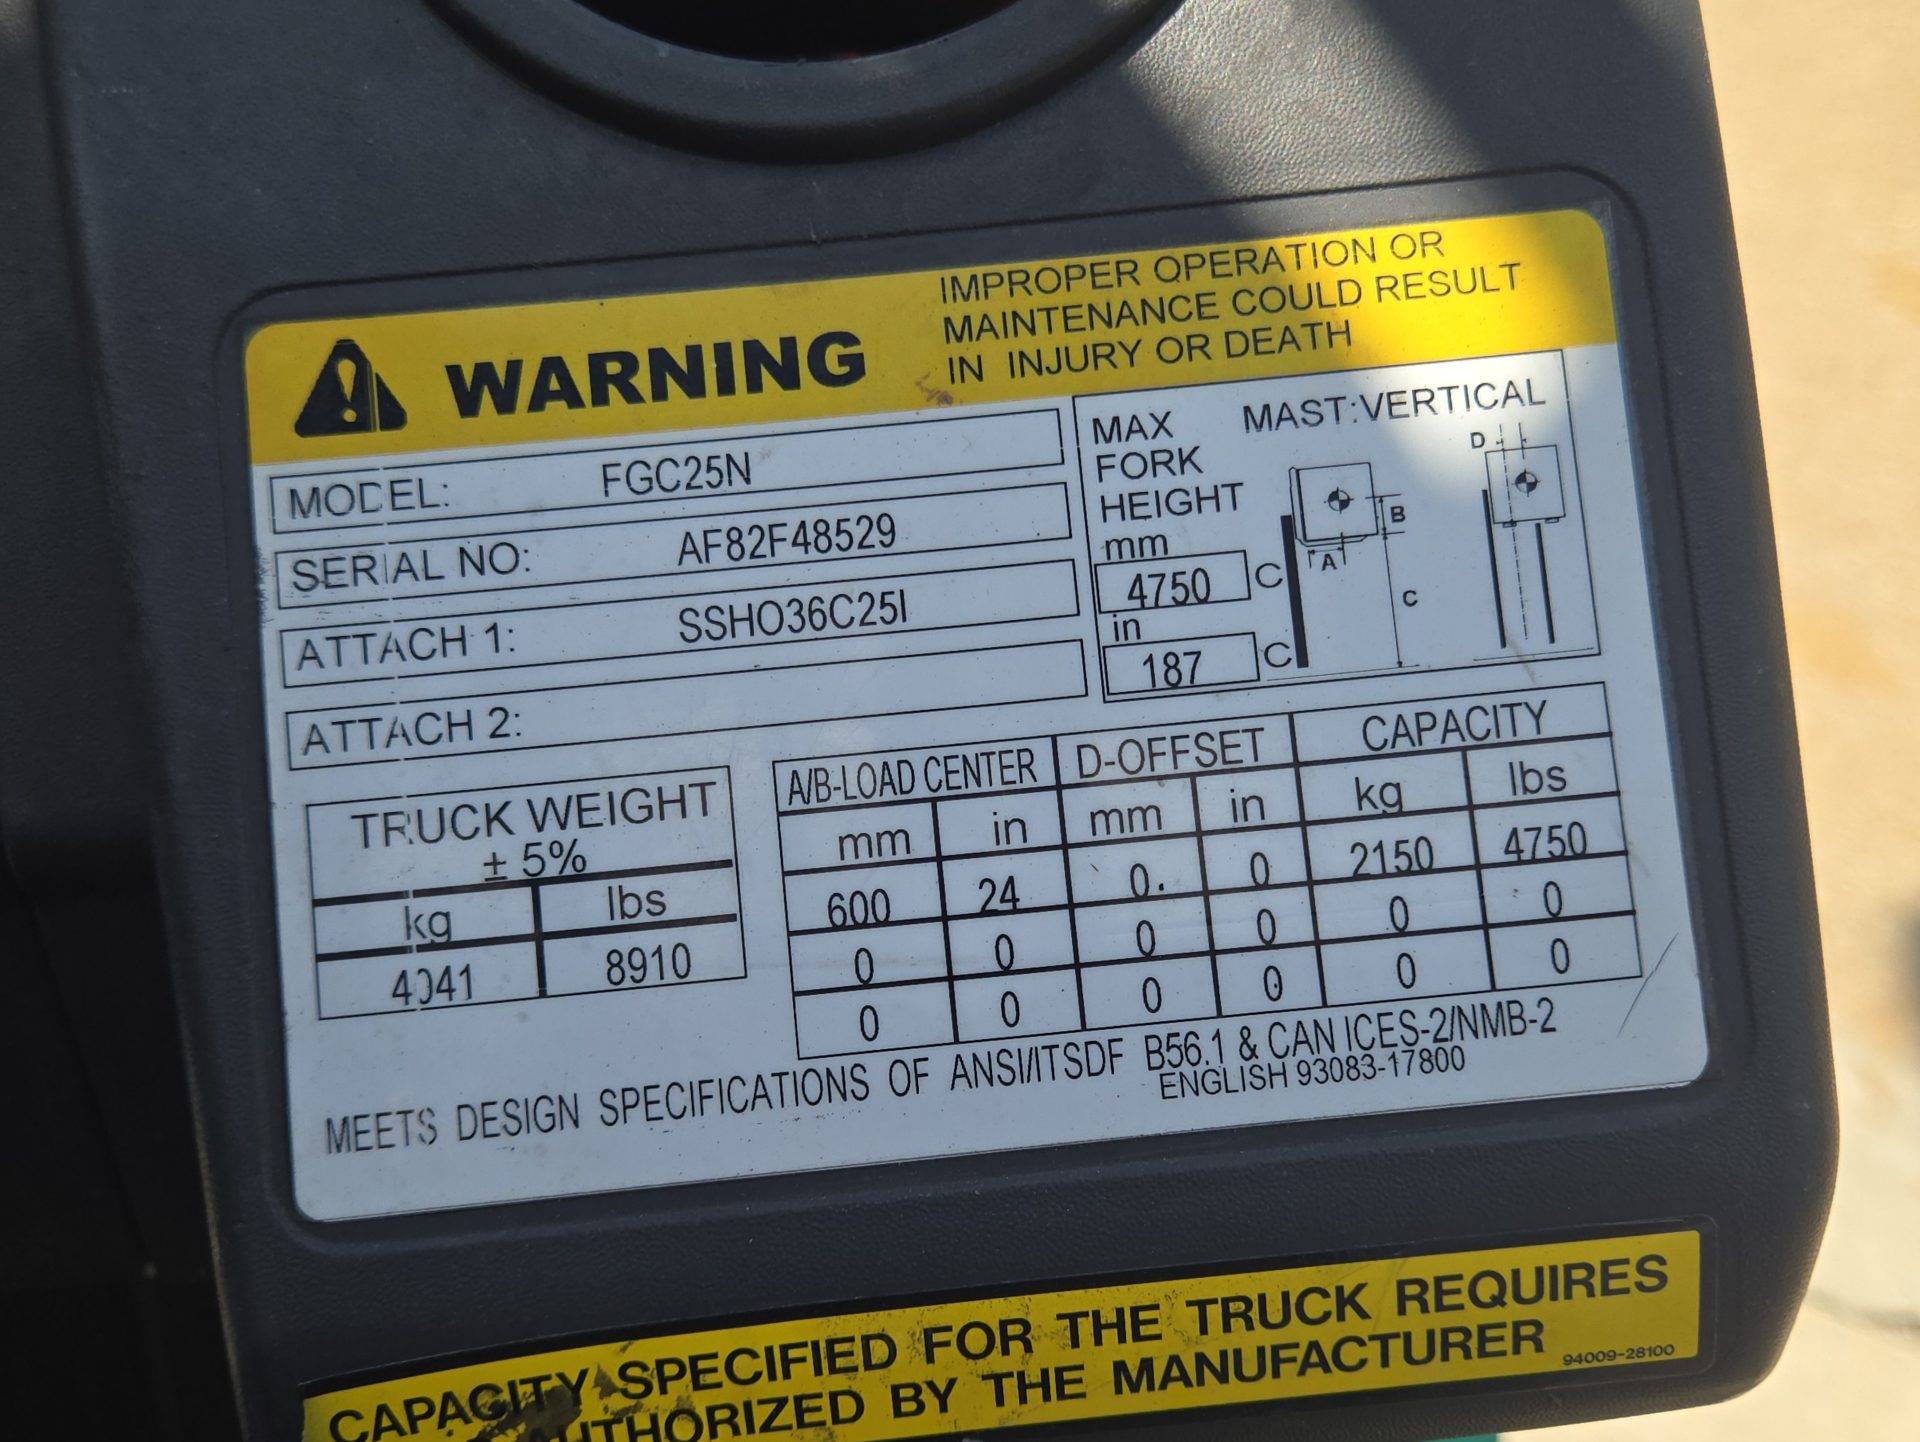 WARNING
IMPROPER OPERATION OR
MAINTENANCE COULD RESULT
IN INJURY OR DEATH
MODEL: FGC25N
SERIAL NO: AF82F48529
ATTACH 1: SSHO36C25I
ATTACH 2:
MAX
FORK
HEIGHT
mm
4750 C
in
187 C
MAST:VERTICAL
D
B
A
C
TRUCK WEIGHT
± 5%
kg lbs
4041 8910
A/B-LOAD CENTER D-OFFSET CAPACITY
mm in mm in kg lbs
600 24 0. 0 2150 4750
0 0 0 0 0 0
0 0 0 0 0 0
MEETS DESIGN SPECIFICATIONS OF ANSI/ITSDF B56.1 & CAN ICES-2/NMB-2
ENGLISH 93083-17800
CAPACITY SPECIFIED FOR THE TRUCK REQUIRES
AUTHORIZED BY THE MANUFACTURER
94009-28100